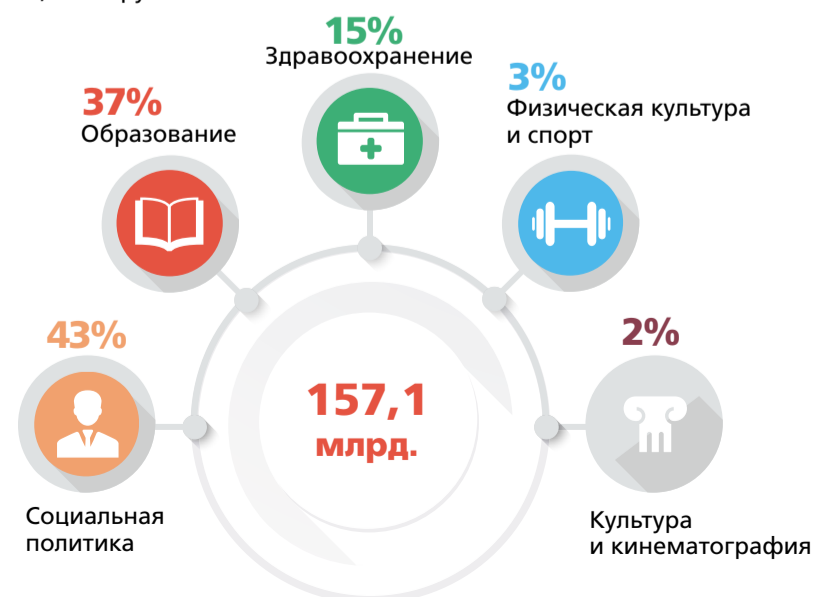 15%
Здравоохранение
3%
Физическая культура
и спорт
37%
Образование
43%
2%
157,1
млрд.
Социальная
политика
Культура
и кинематография